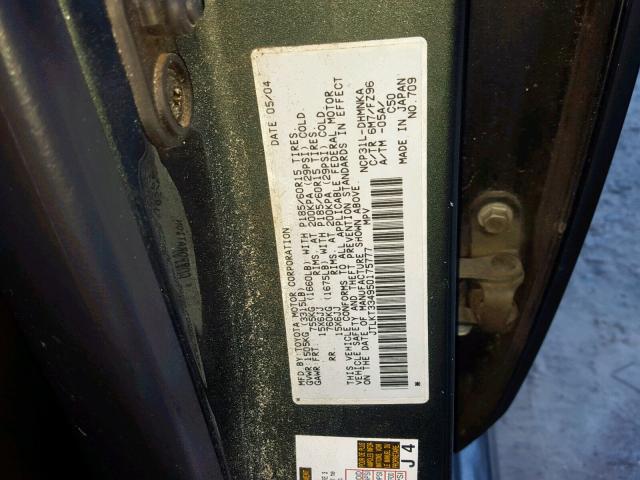 MFD. BY TOYOTA MOTOR CORPORATION DATE 05/04
GVWR 1505KG (3315LB)
GAWR FRT. 755KG (1660LB) WITH P185/60R15 TIRES
15X6JJ RIMS, AT 200KPA (29PSI) COLD
RR. 760KG (1675LB) WITH P185/60R15 TIRES
15X6JJ RIMS, AT 200KPA (29PSI) COLD
THIS VEHICLE CONFORMS TO ALL APPLICABLE FEDERAL MOTOR
VEHICLE SAFETY AND THEFT PREVENTION STANDARDS IN EFFECT
ON THE DATE OF MANUFACTURE SHOWN ABOVE.
JTLKT334950175777 MPV
NCP31L-DHMNKA
C/TR 6M7/FZ96
A/TM -05A/
C50
MADE IN JAPAN
NO.709
J4